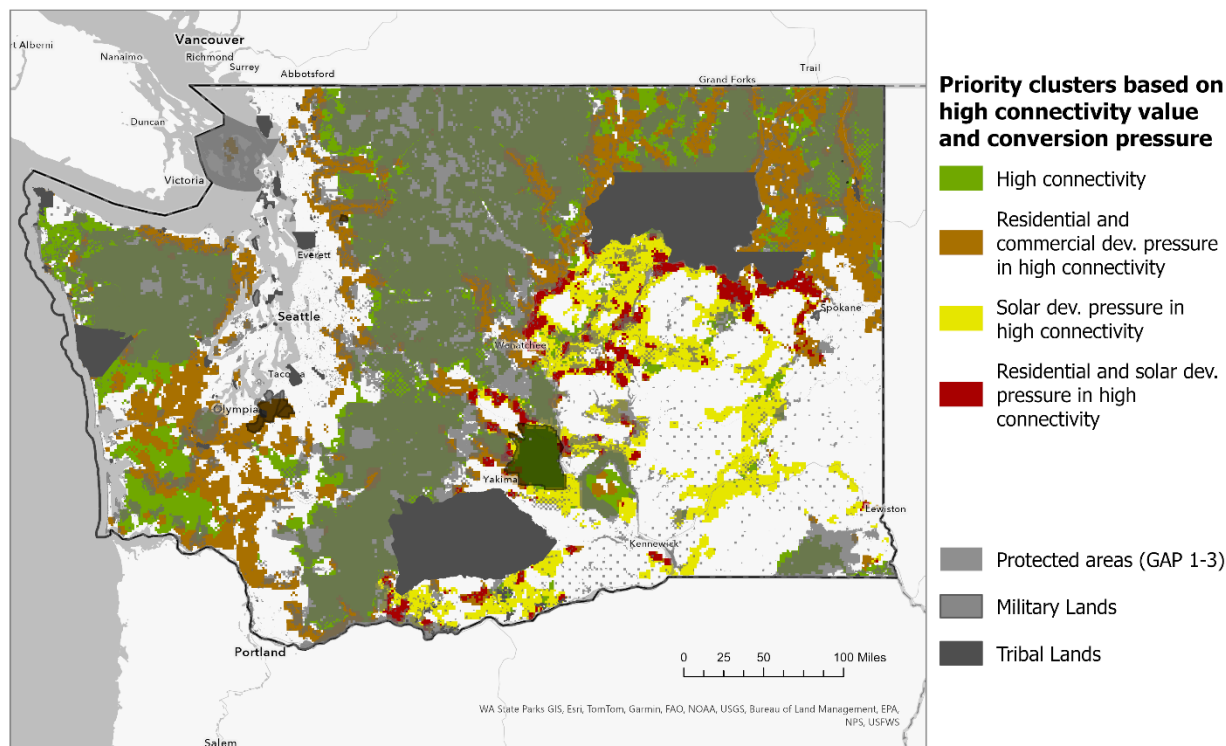 Vancouver
rt Alberni
Nanaimo
Richmond
Surrey
Abbotsford
Trail
Grand Forks
Duncan
Victoria
Everett
Seattle
Spokane
Wenatchee
Tacoma
Olympia
Yakima
Lewiston
Kennewick
Portland
Salem
0 25 50 100 Miles
WA State Parks GIS, Esri, TomTom, Garmin, FAO, NOAA, USGS, Bureau of Land Management, EPA,
NPS, USFWS
Priority clusters based on
high connectivity value
and conversion pressure
High connectivity
Residential and
commercial dev. pressure
in high connectivity
Solar dev. pressure in
high connectivity
Residential and solar dev.
pressure in high
connectivity
Protected areas (GAP 1-3)
Military Lands
Tribal Lands